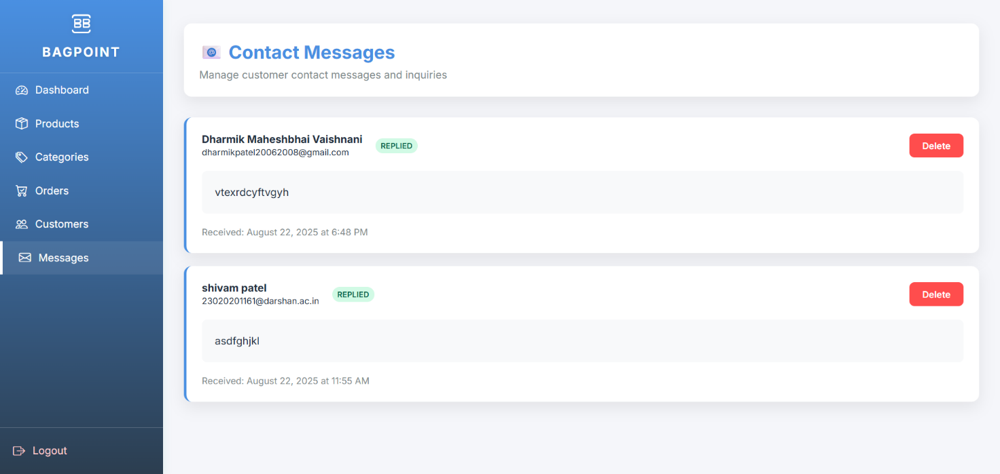 BB
BAGPOINT
Dashboard
Products
Categories
Orders
Customers
Messages
Logout
Contact Messages
Manage customer contact messages and inquiries
Dharmik Maheshbhai Vaishnani
dharmikpatel20062008@gmail.com
REPLIED
Delete
vtexrdcyftvgyh
Received: August 22, 2025 at 6:48 PM
shivam patel
23020201161@darshan.ac.in
REPLIED
Delete
asdfghjkl
Received: August 22, 2025 at 11:55 AM